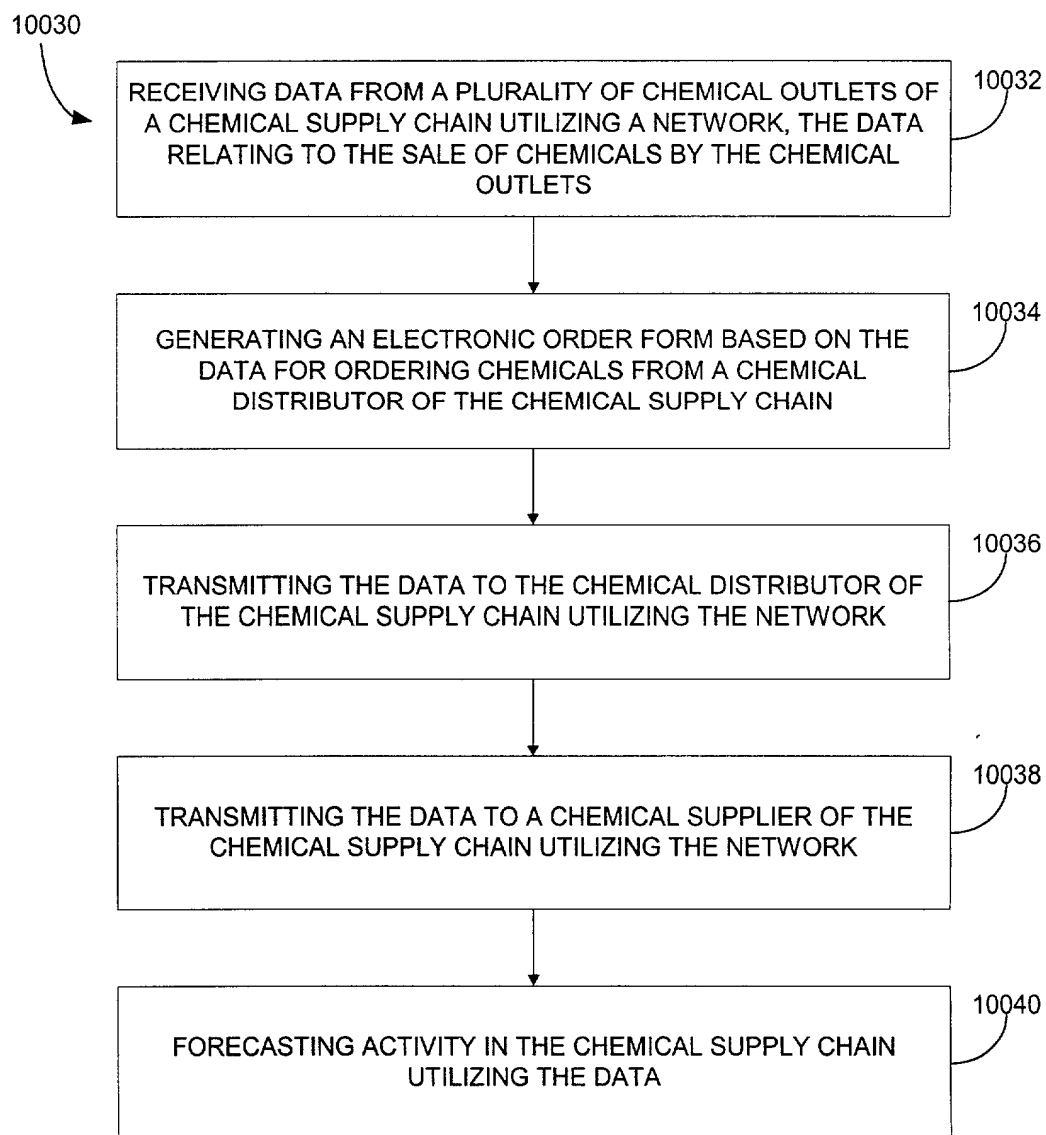 10030
RECEIVING DATA FROM A PLURALITY OF CHEMICAL OUTLETS OF
A CHEMICAL SUPPLY CHAIN UTILIZING A NETWORK, THE DATA
RELATING TO THE SALE OF CHEMICALS BY THE CHEMICAL
OUTLETS
10032
GENERATING AN ELECTRONIC ORDER FORM BASED ON THE
DATA FOR ORDERING CHEMICALS FROM A CHEMICAL
DISTRIBUTOR OF THE CHEMICAL SUPPLY CHAIN
10034
TRANSMITTING THE DATA TO THE CHEMICAL DISTRIBUTOR OF
THE CHEMICAL SUPPLY CHAIN UTILIZING THE NETWORK
10036
TRANSMITTING THE DATA TO A CHEMICAL SUPPLIER OF THE
CHEMICAL SUPPLY CHAIN UTILIZING THE NETWORK
10038
FORECASTING ACTIVITY IN THE CHEMICAL SUPPLY CHAIN
UTILIZING THE DATA
10040